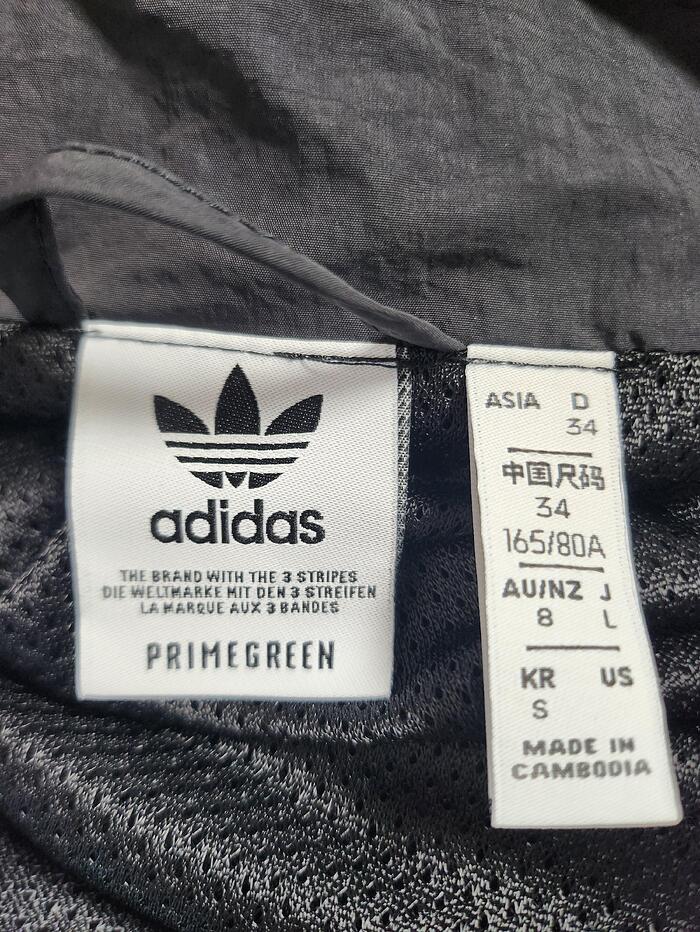 adidas
THE BRAND WITH THE 3 STRIPES
DIE WELTMARKE MIT DEN 3 STREIFEN
LA MARQUE AUX 3 BANDES
PRIMEGREEN
ASIA D
34
中国尺码
34
165/80A
AU/NZ J
8 L
KR US
S
MADE IN
CAMBODIA